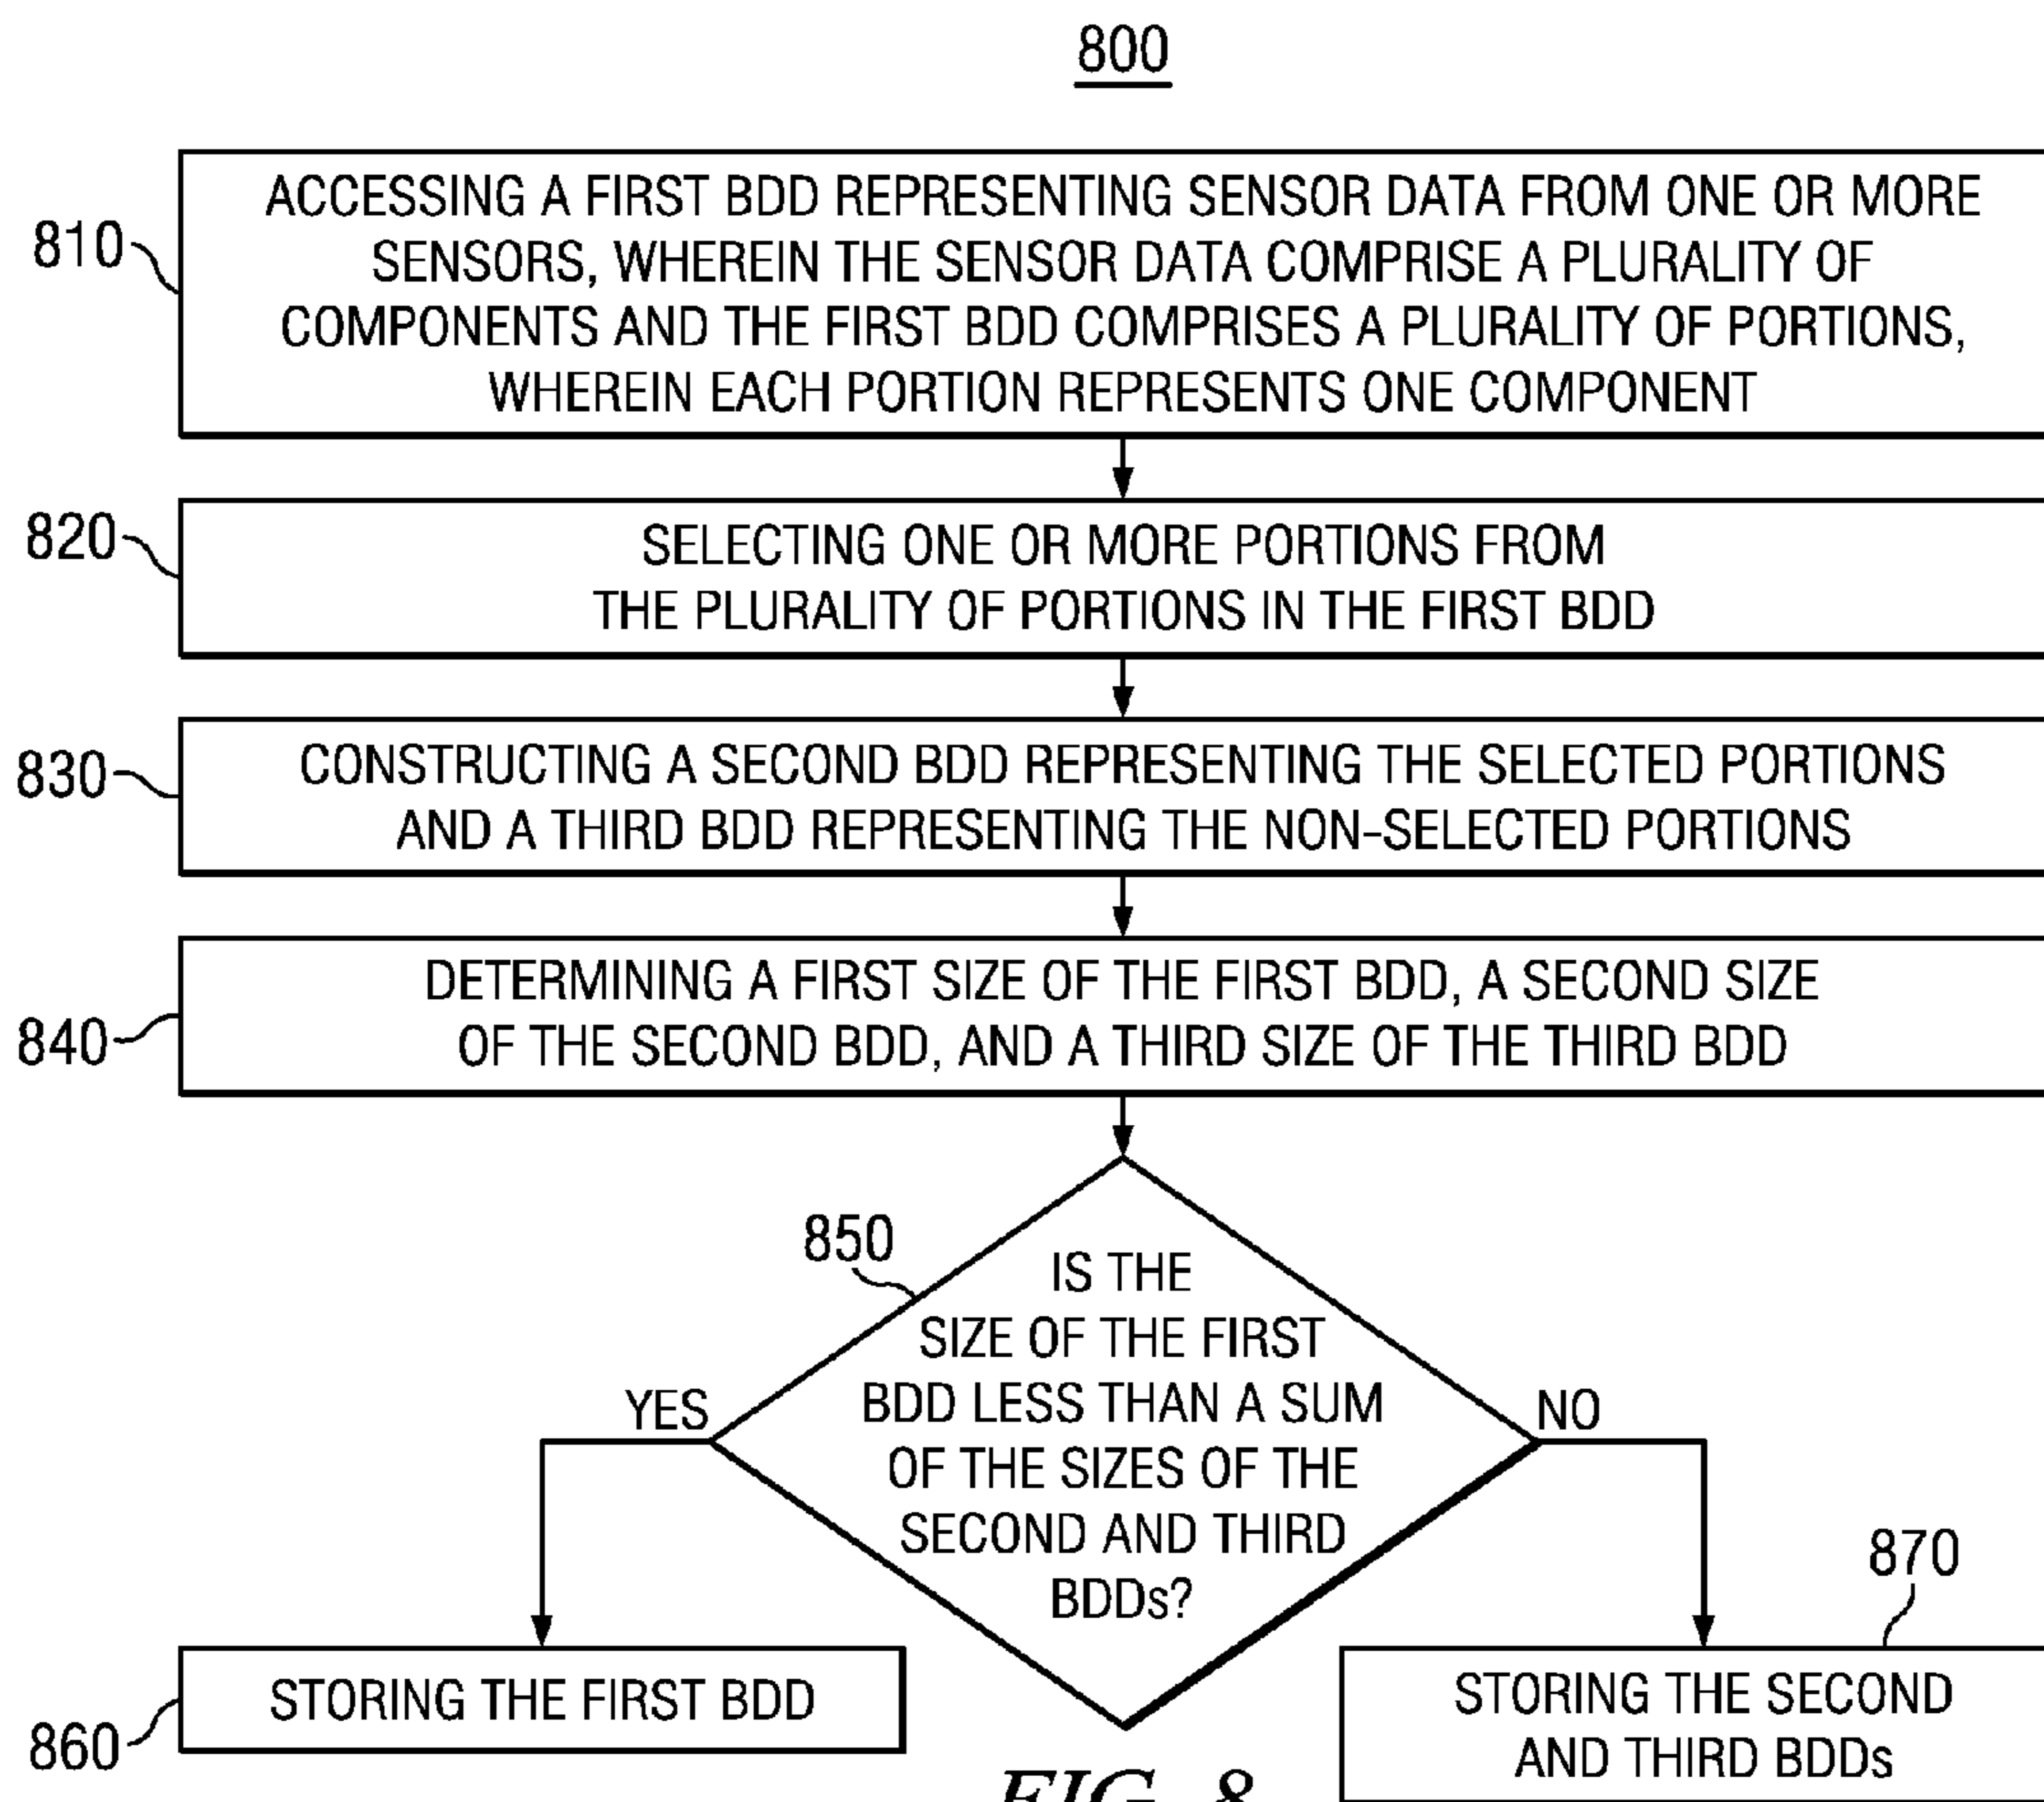 800
810
ACCESSING A FIRST BDD REPRESENTING SENSOR DATA FROM ONE OR MORE
SENSORS, WHEREIN THE SENSOR DATA COMPRISE A PLURALITY OF
COMPONENTS AND THE FIRST BDD COMPRISES A PLURALITY OF PORTIONS,
WHEREIN EACH PORTION REPRESENTS ONE COMPONENT
820
SELECTING ONE OR MORE PORTIONS FROM
THE PLURALITY OF PORTIONS IN THE FIRST BDD
830
CONSTRUCTING A SECOND BDD REPRESENTING THE SELECTED PORTIONS
AND A THIRD BDD REPRESENTING THE NON-SELECTED PORTIONS
840
DETERMINING A FIRST SIZE OF THE FIRST BDD, A SECOND SIZE
OF THE SECOND BDD, AND A THIRD SIZE OF THE THIRD BDD
850
IS THE
SIZE OF THE FIRST
BDD LESS THAN A SUM
OF THE SIZES OF THE
SECOND AND THIRD
BDDs?
YES
NO
860
STORING THE FIRST BDD
870
STORING THE SECOND
AND THIRD BDDs
FIG. 8